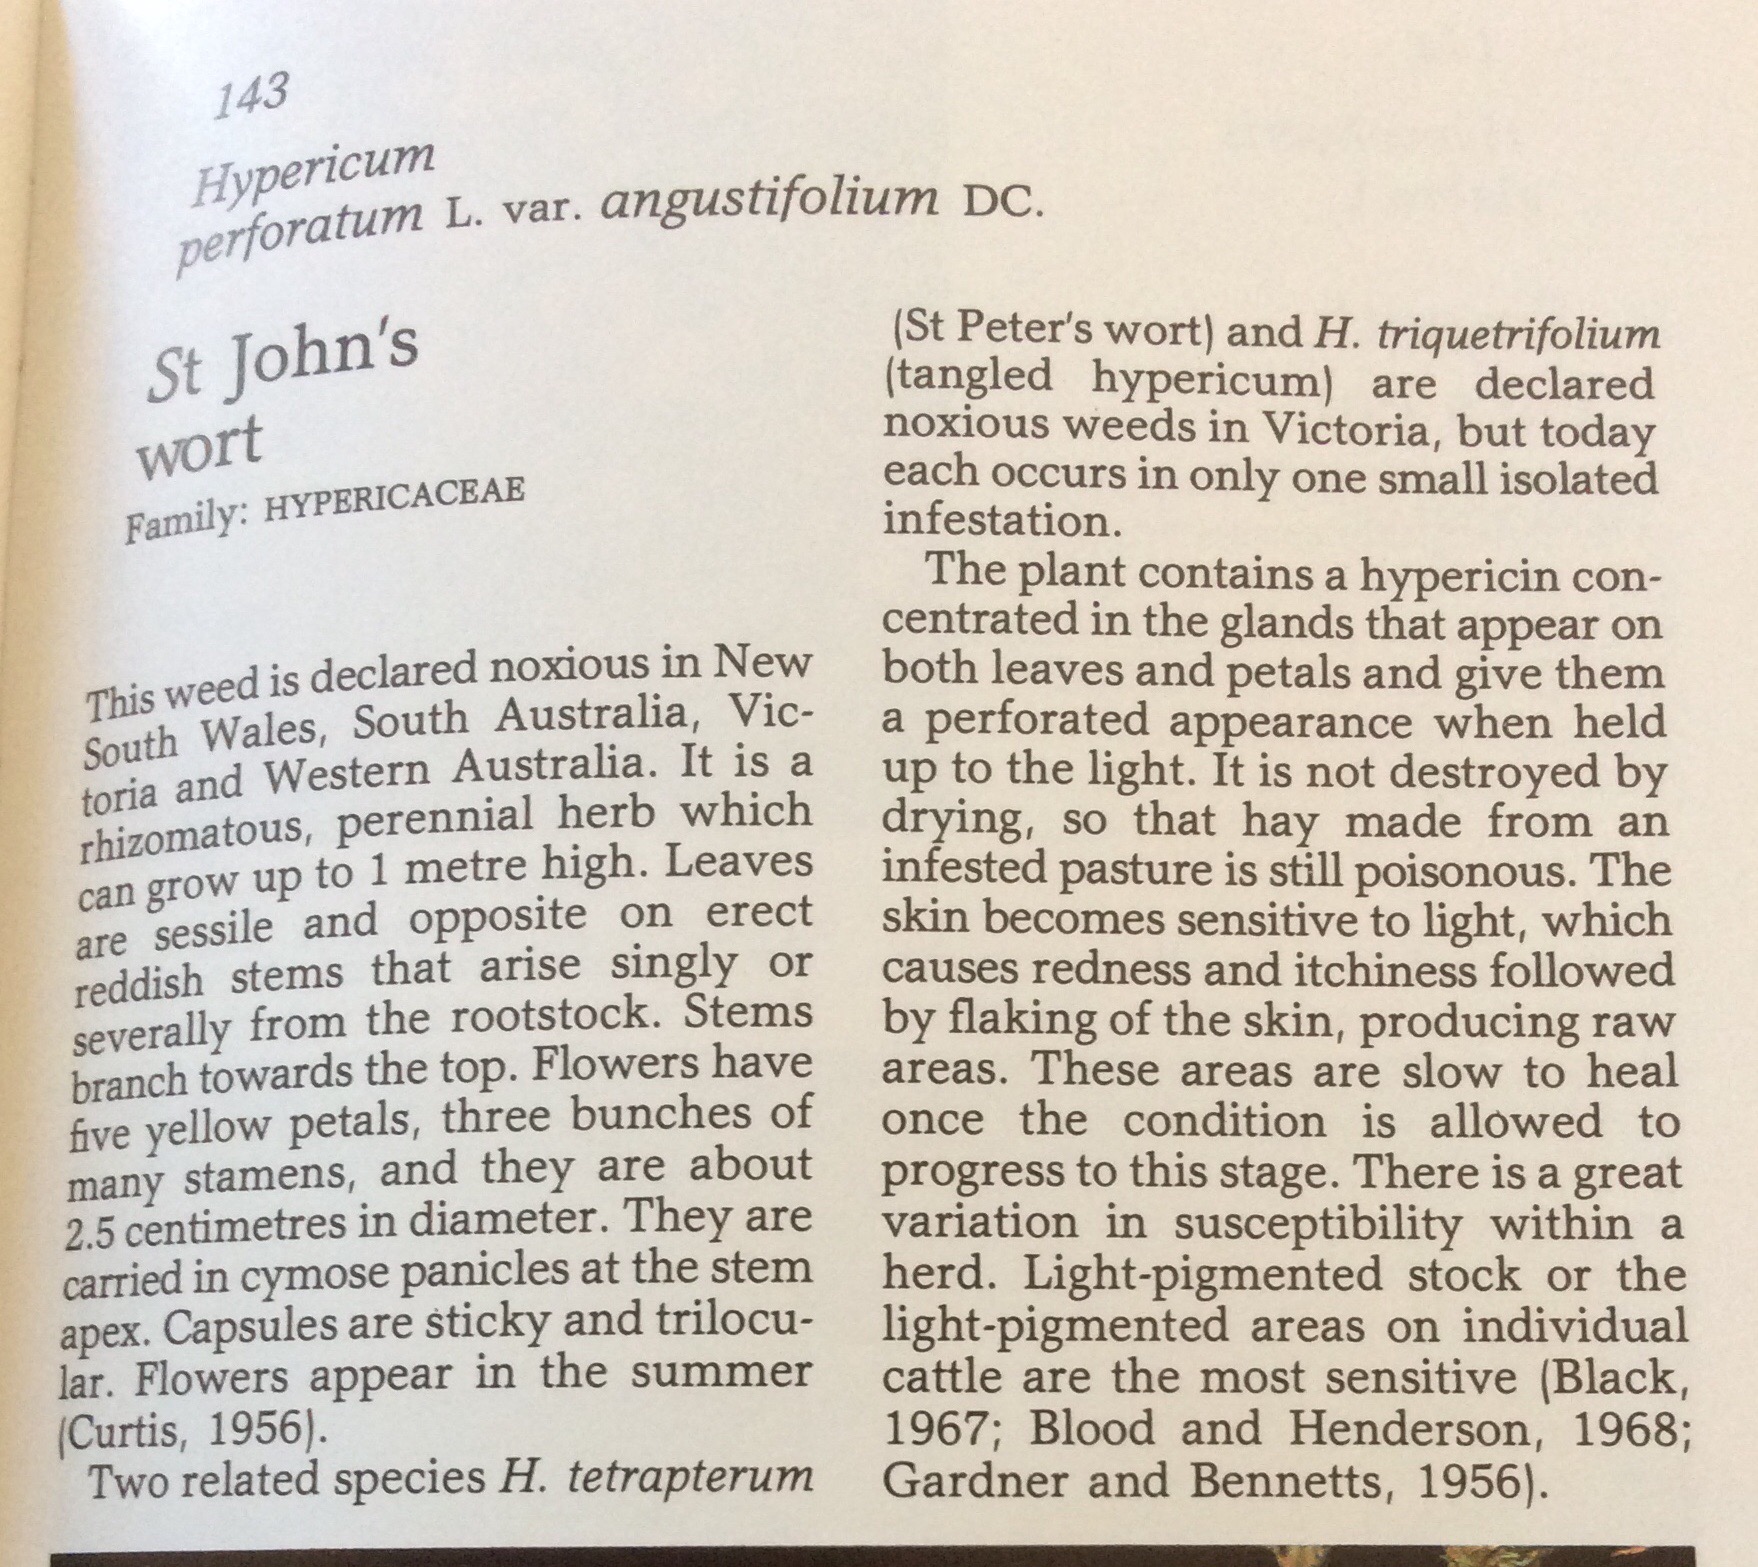 143
Hypericum
perforatum L. var. angustifolium DC.
St John's
wort
Family: HYPERICACEAE
This weed is declared noxious in New
South Wales, South Australia, Vic-
toria and Western Australia. It is a
rhizomatous, perennial herb which
can grow up to 1 metre high. Leaves
are sessile and opposite on erect
reddish stems that arise singly or
severally from the rootstock. Stems
branch towards the top. Flowers have
five yellow petals, three bunches of
many stamens, and they are about
2.5 centimetres in diameter. They are
carried in cymose panicles at the stem
apex. Capsules are sticky and trilocu-
lar. Flowers appear in the summer
(Curtis, 1956).
Two related species H. tetrapterum
(St Peter's wort) and H. triquetrifolium
(tangled hypericum) are declared
noxious weeds in Victoria, but today
each occurs in only one small isolated
infestation.
The plant contains a hypericin con-
centrated in the glands that appear on
both leaves and petals and give them
a perforated appearance when held
up to the light. It is not destroyed by
drying, so that hay made from an
infested pasture is still poisonous. The
skin becomes sensitive to light, which
causes redness and itchiness followed
by flaking of the skin, producing raw
areas. These areas are slow to heal
once the condition is allowed to
progress to this stage. There is a great
variation in susceptibility within a
herd. Light-pigmented stock or the
light-pigmented areas on individual
cattle are the most sensitive (Black,
1967; Blood and Henderson, 1968;
Gardner and Bennetts, 1956).